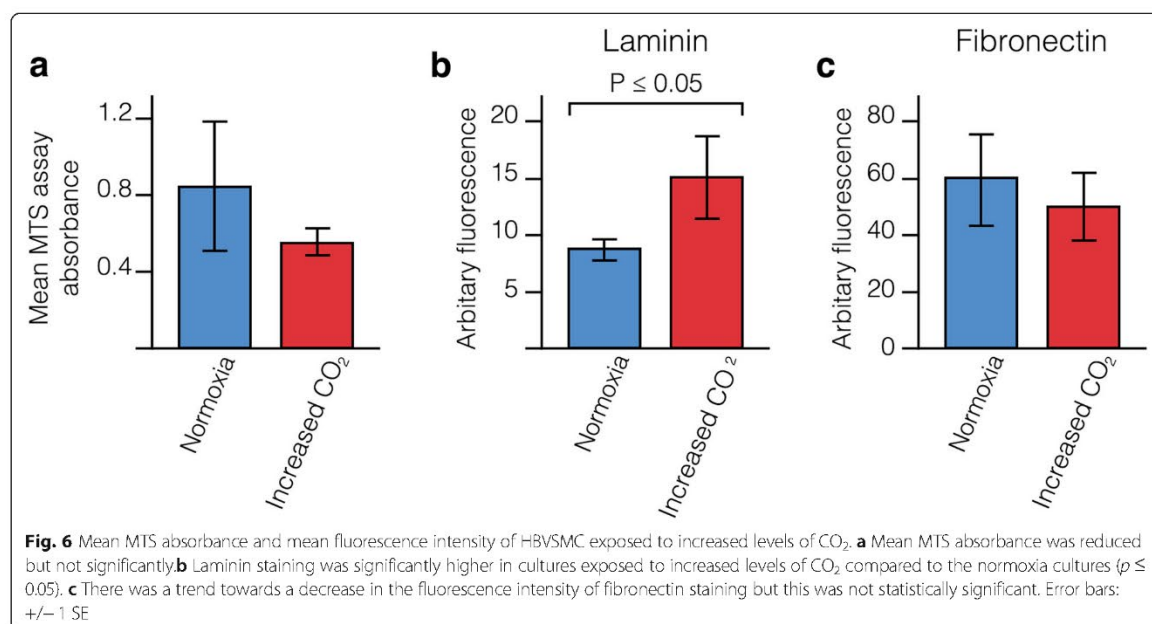 Laminin
Fibronectin
a
b
c
P ≤ 0.05
Mean MTS assay
absorbance
1.2
0.8
0.4
Normoxia
Increased CO₂
Arbitary fluorescence
20
15
10
5
Normoxia
Increased CO₂
Arbitary fluorescence
80
60
40
20
0
Normoxia
Increased CO₂
Fig. 6 Mean MTS absorbance and mean fluorescence intensity of HBVSMC exposed to increased levels of CO₂. a Mean MTS absorbance was reduced
but not significantly.b Laminin staining was significantly higher in cultures exposed to increased levels of CO₂ compared to the normoxia cultures (p ≤
0.05). c There was a trend towards a decrease in the fluorescence intensity of fibronectin staining but this was not statistically significant. Error bars:
+/− 1 SE